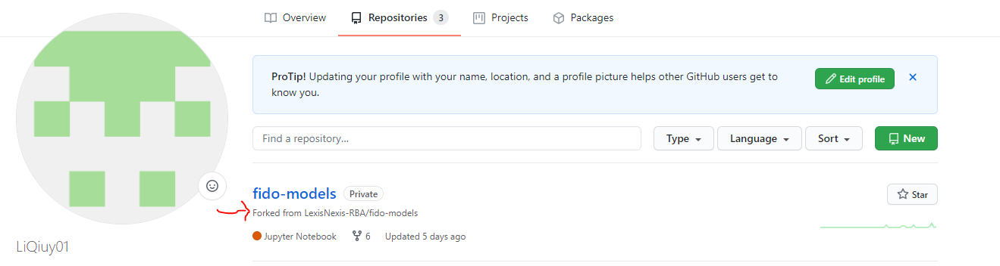 Overview Repositories 3 Projects Packages
ProTip! Updating your profile with your name, location, and a profile picture helps other GitHub users get to
know you.
Edit profile
Find a repository...
Type Language Sort New
fido-models Private
Star
Forked from LexisNexis-RBA/fido-models
Jupyter Notebook 6 Updated 5 days ago
LiQiuy01